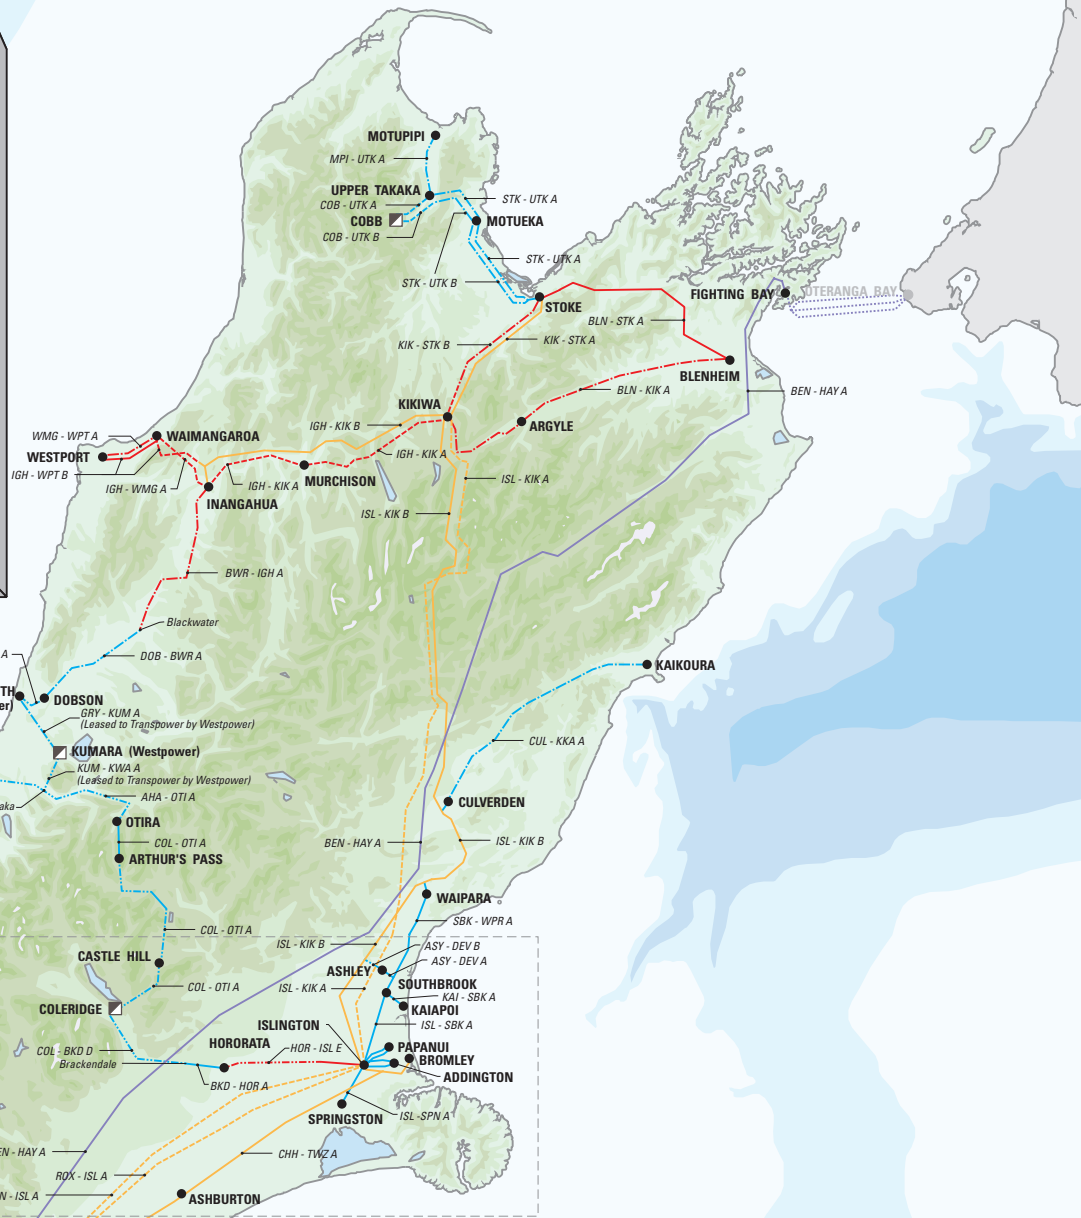 MOTUPIPI
MPI - UTK A
UPPER TAKAKA
STK - UTK A
COB - UTK A
COBB
MOTUEKA
COB - UTK B
STK - UTK A
STK - UTK B
FIGHTING BAY
OTERANGA BAY
STOKE
BLN - STK A
KIK - STK A
KIK - STK B
BLENHEIM
BLN - KIK A
BEN - HAY A
KIKIWA
IGH - KIK B
ARGYLE
WMG - WPT A
WAIMANGAROA
WESTPORT
IGH - KIK A
IGH - WPT B
IGH - WMG A
IGH - KIK A
MURCHISON
ISL - KIK A
INANGAHUA
ISL - KIK B
BWR - IGH A
Blackwater
A
DOB - BWR A
KAIKOURA
TH
er)
DOBSON
GRY - KUM A
(Leased to Transpower by Westpower)
CUL - KKA A
KUMARA (Westpower)
KUM - KWA A
(Leased to Transpower by Westpower)
AHA - OTI A
aka
CULVERDEN
OTIRA
COL - OTI A
BEN - HAY A
ISL - KIK B
ARTHUR'S PASS
WAIPARA
SBK - WPR A
COL - OTI A
ISL - KIK B
ASY - DEV B
CASTLE HILL
ASY - DEV A
ASHLEY
COL - OTI A
ISL - KIK A
SOUTHBROOK
KAI - SBK A
COLERIDGE
KAIAPOI
ISLINGTON
ISL - SBK A
HORORATA
HOR - ISL E
PAPANUI
COL - BKD D
BROMLEY
Brackendale
ADDINGTON
BKD - HOR A
SPRINGSTON
ISL -SPN A
EN - HAY A
CHH - TWZ A
ROX - ISL A
N - ISL A
ASHBURTON